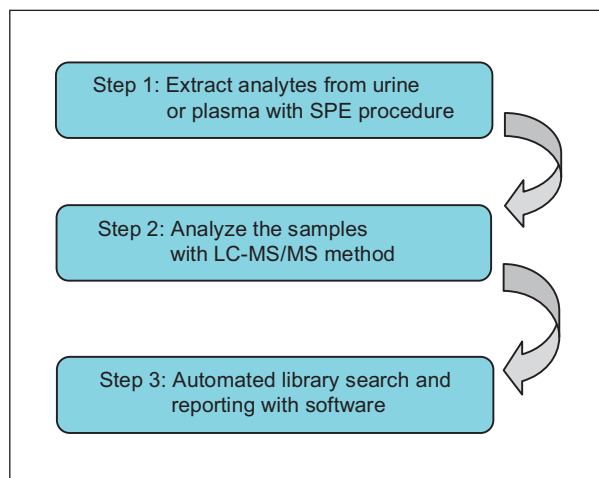 Step 1: Extract analytes from urine
or plasma with SPE procedure
Step 2: Analyze the samples
with LC-MS/MS method
Step 3: Automated library search and
reporting with software